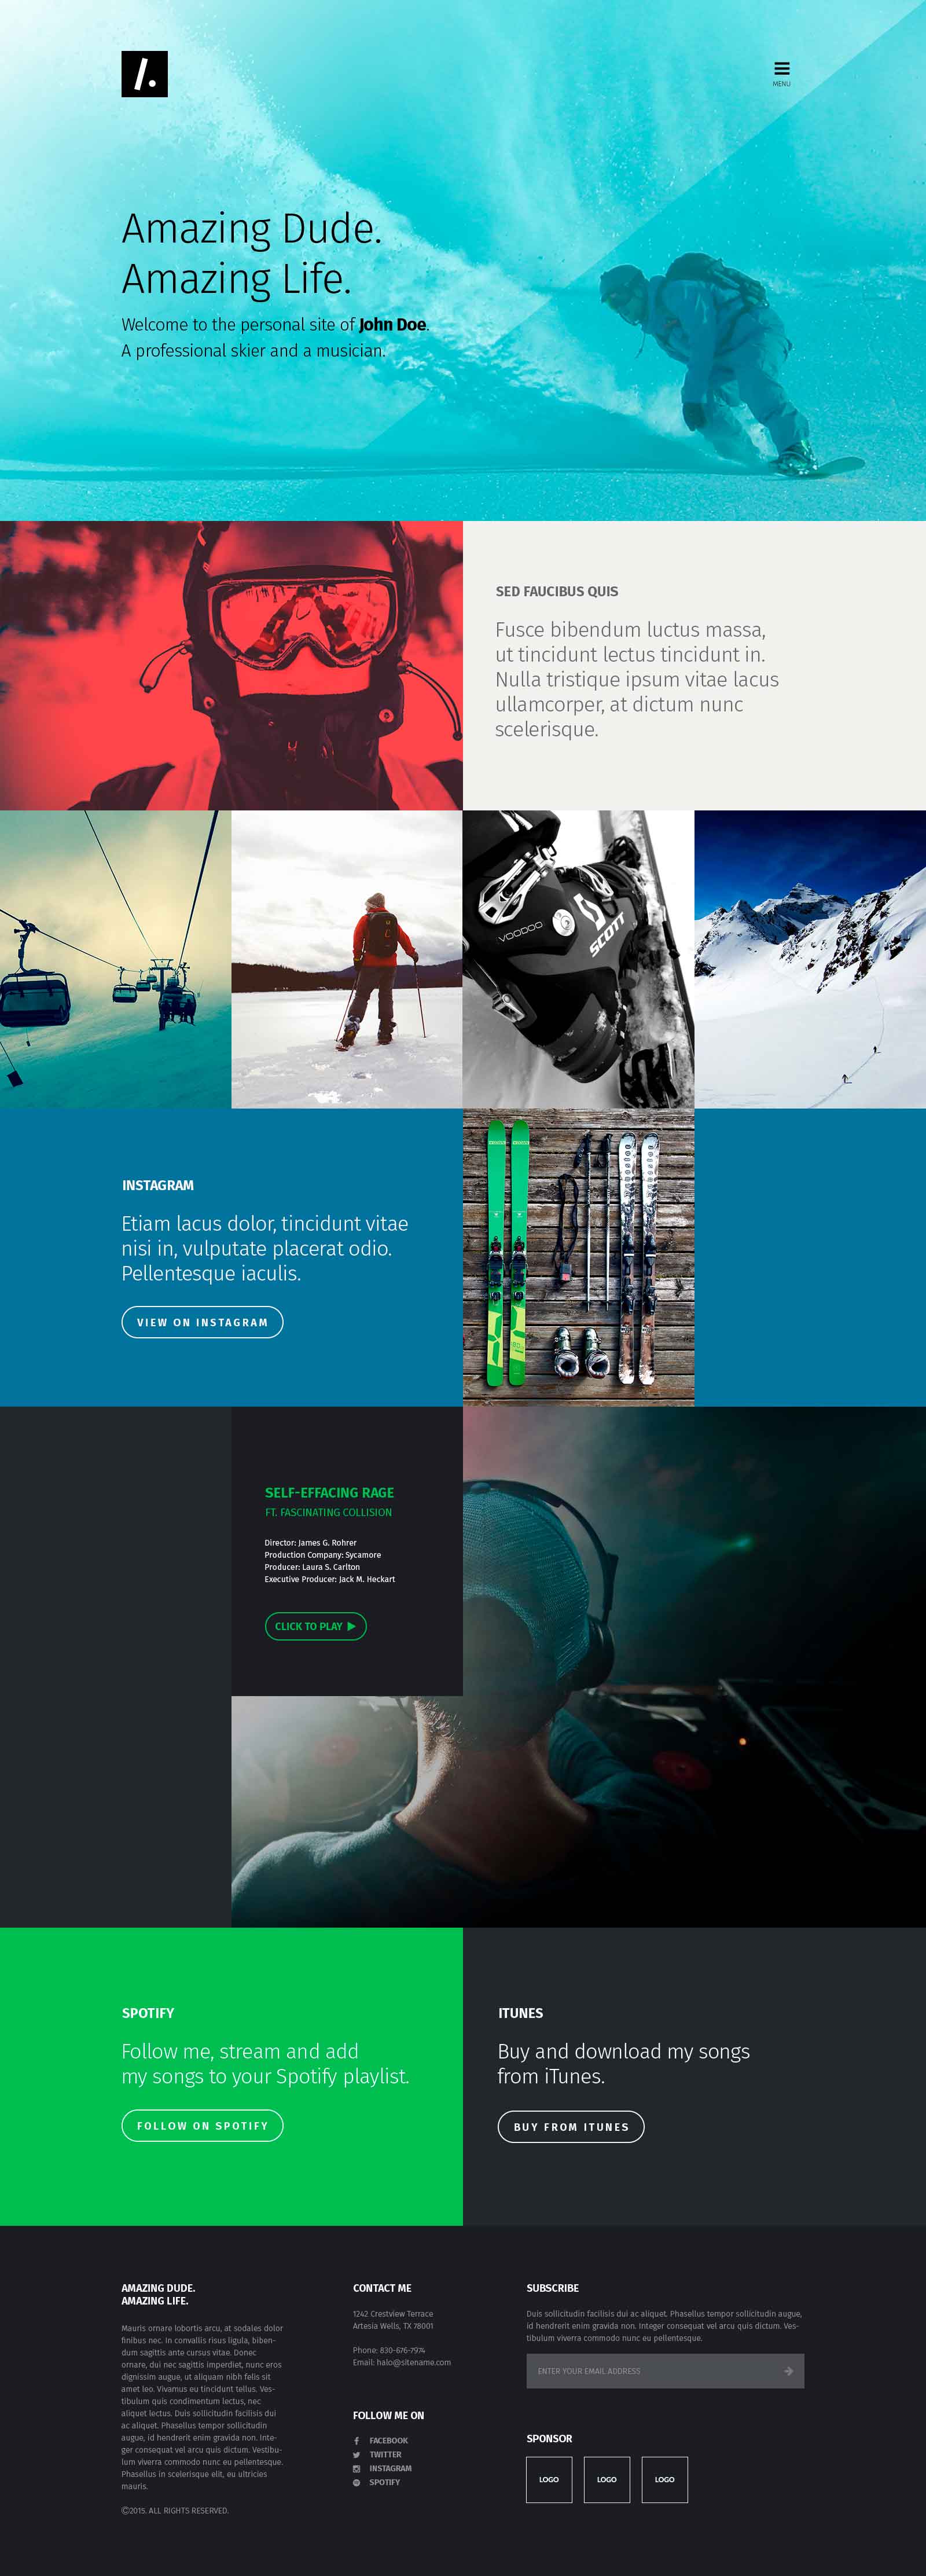 /.
MENU
Amazing Dude.
Amazing Life.
Welcome to the personal site of John Doe.
A professional skier and a musician.
SED FAUCIBUS QUIS
Fusce bibendum luctus massa,
ut tincidunt lectus tincidunt in.
Nulla tristique ipsum vitae lacus
ullamcorper, at dictum nunc
scelerisque.
VOODOO
SCOTT
INSTAGRAM
Etiam lacus dolor, tincidunt vitae
nisi in, vulputate placerat odio.
Pellentesque iaculis.
VIEW ON INSTAGRAM
SELF-EFFACING RAGE
FT. FASCINATING COLLISION
Director: James G. Rohrer
Production Company: Sycamore
Producer: Laura S. Carlton
Executive Producer: Jack M. Heckart
CLICK TO PLAY
SPOTIFY
Follow me, stream and add
my songs to your Spotify playlist.
FOLLOW ON SPOTIFY
ITUNES
Buy and download my songs
from iTunes.
BUY FROM ITUNES
AMAZING DUDE.
AMAZING LIFE.
Mauris ornare lobortis arcu, at sodales dolor
finibus nec. In convallis risus ligula, biben-
dum sagittis ante cursus vitae. Donec
ornare, dui nec sagittis imperdiet, nunc eros
dignissim augue, ut aliquam nibh felis sit
amet leo. Vivamus eu tincidunt tellus. Ves-
tibulum quis condimentum lectus, nec
aliquet lectus. Duis sollicitudin facilisis dui
ac aliquet. Phasellus tempor sollicitudin
augue, id hendrerit enim gravida non. Inte-
ger consequat vel arcu quis dictum. Vestibu-
lum viverra commodo nunc eu pellentesque.
Phasellus in scelerisque elit, eu ultricies
mauris.
©2015. ALL RIGHTS RESERVED.
CONTACT ME
1242 Crestview Terrace
Artesia Wells, TX 78001
Phone: 830-676-7974
Email: halo@sitename.com
FOLLOW ME ON
FACEBOOK
TWITTER
INSTAGRAM
SPOTIFY
SUBSCRIBE
Duis sollicitudin facilisis dui ac aliquet. Phasellus tempor sollicitudin augue,
id hendrerit enim gravida non. Integer consequat vel arcu quis dictum. Ves-
tibulum viverra commodo nunc eu pellentesque.
ENTER YOUR EMAIL ADDRESS
SPONSOR
LOGO
LOGO
LOGO